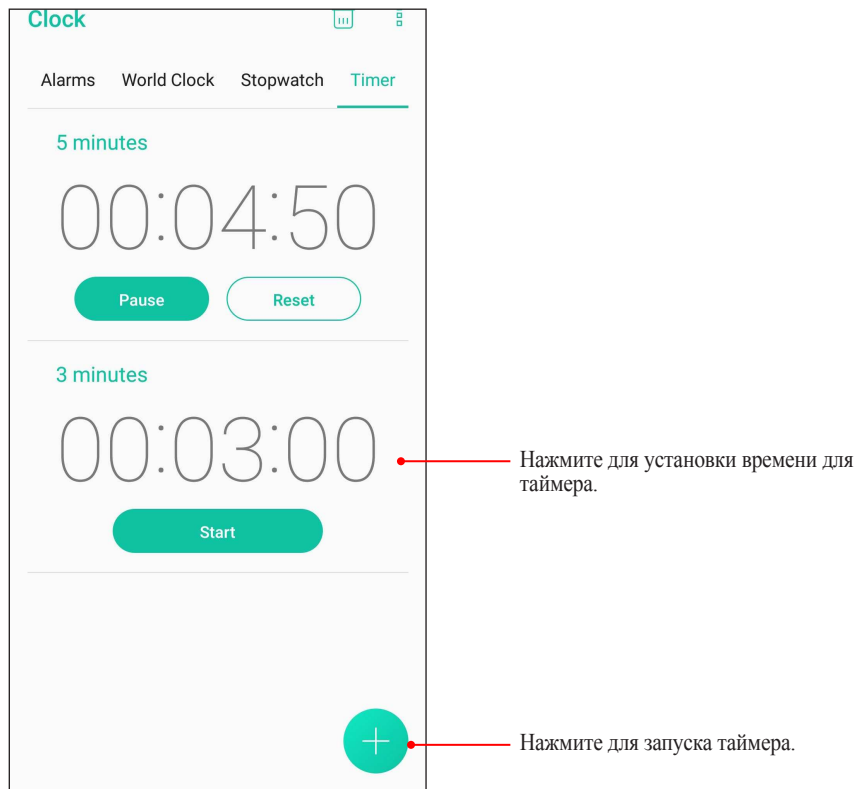 Clock
Alarms World Clock Stopwatch Timer
5 minutes
00:04:50
Pause Reset
3 minutes
00:03:00
Нажмите для установки времени для
таймера.
Start
Нажмите для запуска таймера.